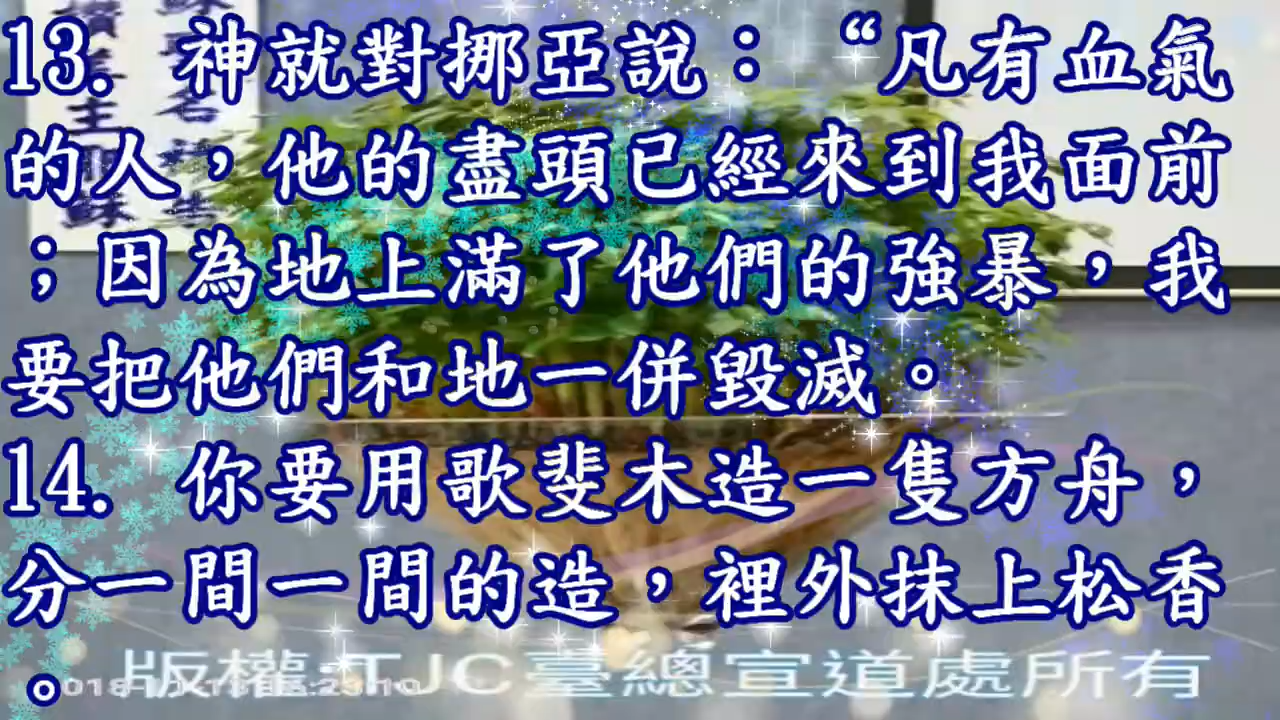 13. 神就對挪亞說：“凡有血氣
的人，他的盡頭已經來到我面前
；因為地上滿了他們的強暴，我
要把他們和地一併毀滅。
14. 你要用歌斐木造一隻方舟，
分一間一間的造，裡外抹上松香
。
版權:TJC臺總宣道處所有